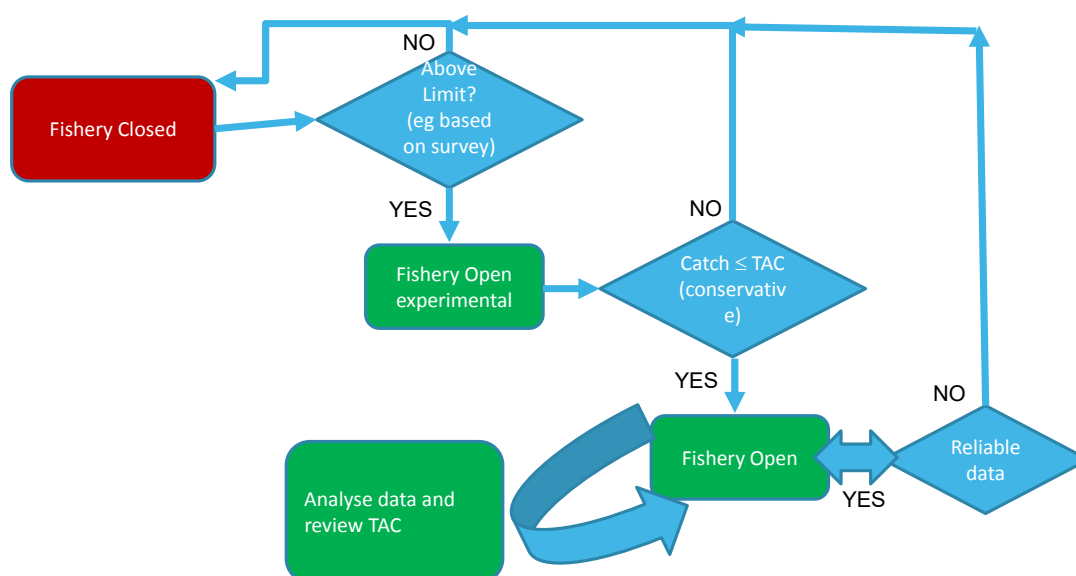 NO
Above
Limit?
(eg based
on survey)
Fishery Closed
YES
NO
Fishery Open
experimental
Catch ≤ TAC
(conservativ
e)
YES
NO
Fishery Open
Reliable
data
YES
Analyse data and
review TAC